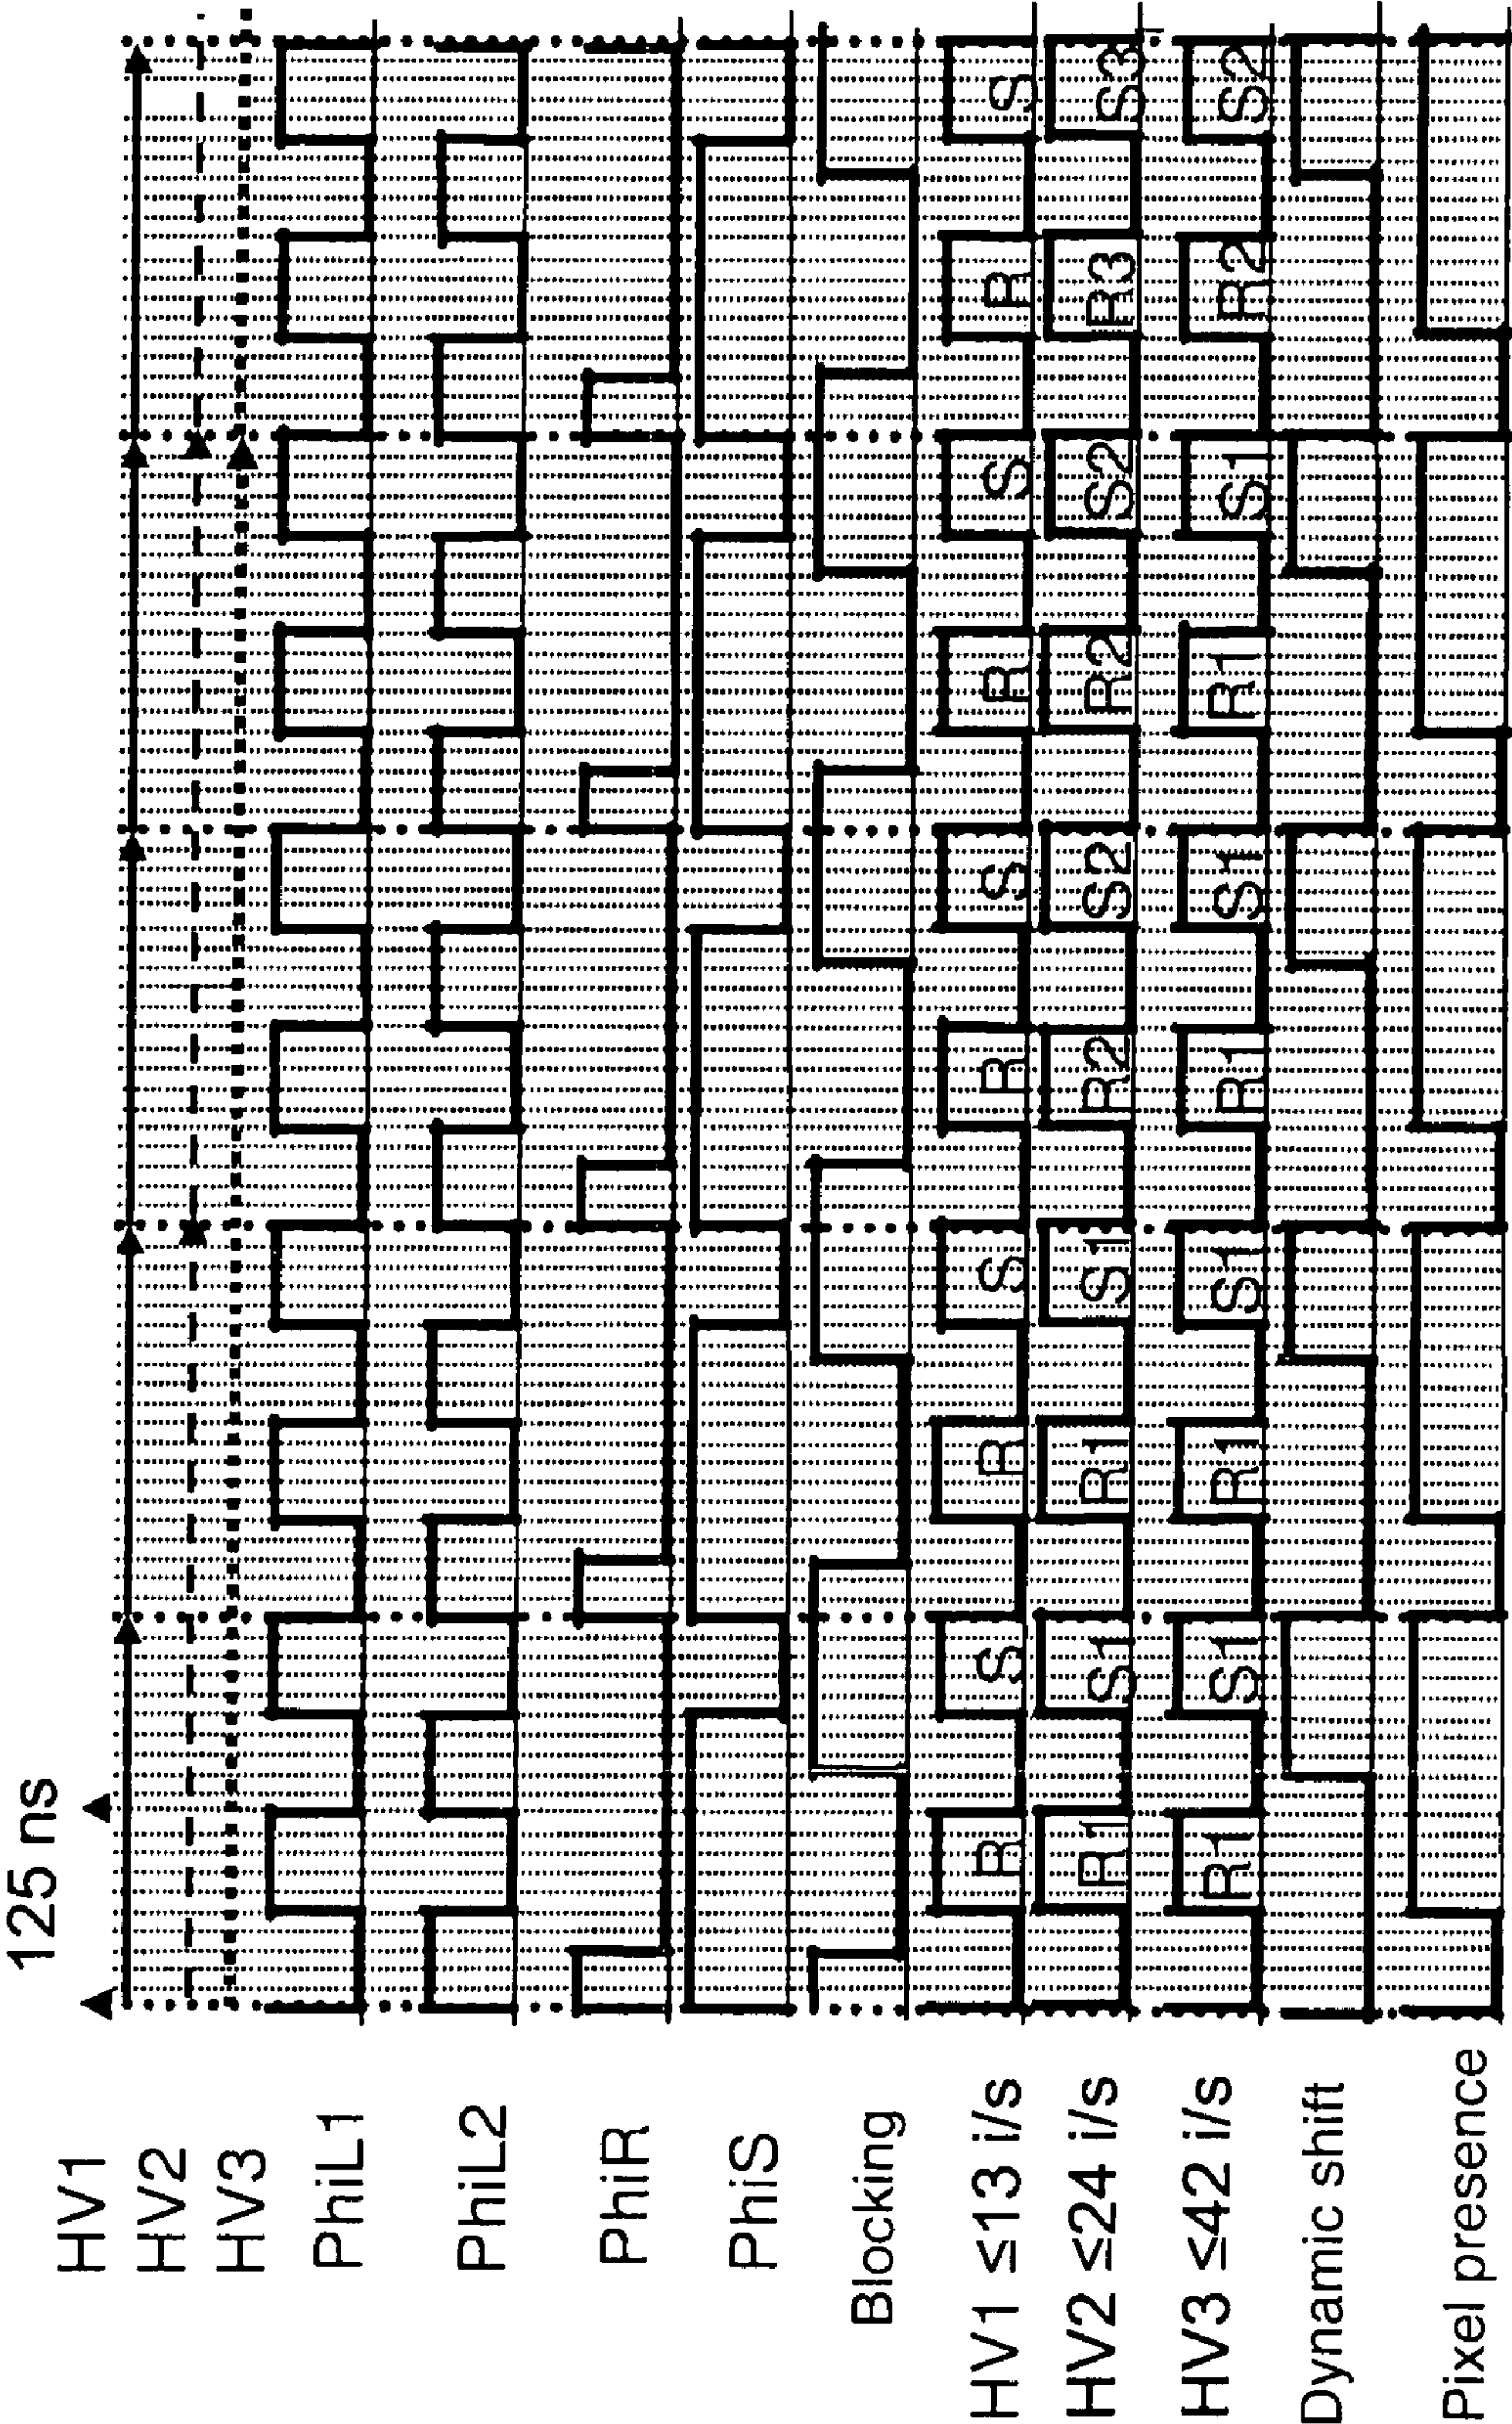 125 ns
HV1
HV2
HV3
PhiL1
PhiL2
PhiR
PhiS
Blocking
HV1 ≤13 i/s R S R S R S R S R S
HV2 ≤24 i/s R1 S1 R1 S1 R2 S2 R2 S2 R3 S3
HV3 ≤42 i/s R1 S1 R1 S1 R1 S1 R1 S1 R2 S2
Dynamic shift
Pixel presence